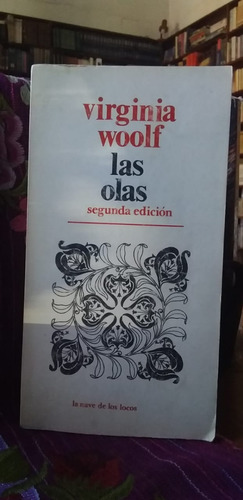 virginia
woolf
las
olas
segunda edición
la nave de los locos